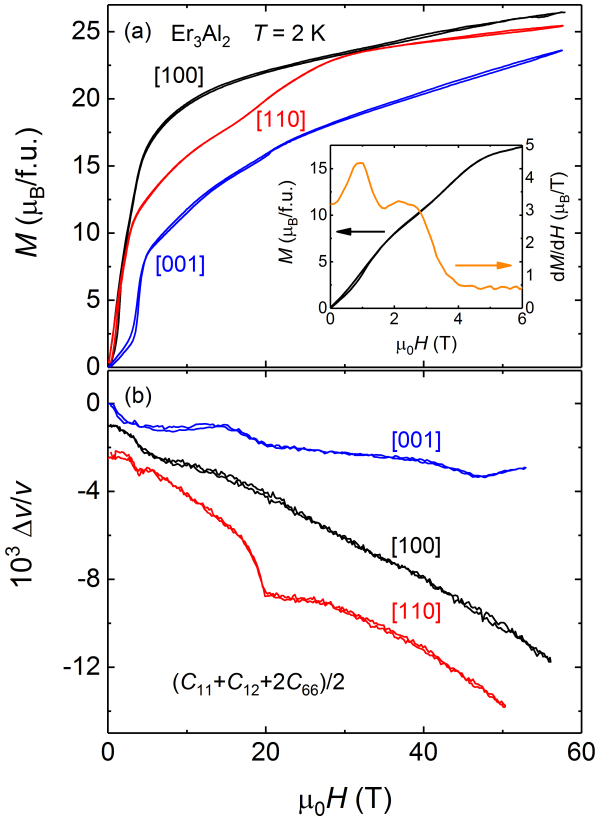 (a) Er₃Al₂ T = 2 K
[100]
[110]
[001]
M (μB/f.u.)
25
20
15
10
5
0
M (μB/f.u.)
15
10
5
0
dM/dH (μB/T)
5
4
3
2
1
0
0 2 4 6
μ₀H (T)
(b)
[001]
[100]
[110]
10³ Δv/v
0
-4
-8
-12
(C₁₁+C₁₂+2C₆₆)/2
0 20 40 60
μ₀H (T)